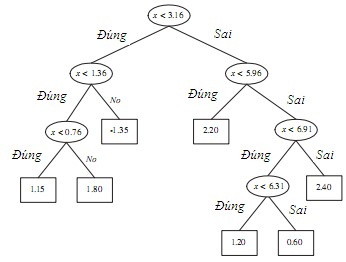 x < 3.16
Đúng
Sai
x < 1.36
x < 5.96
Đúng
No
Đúng
Sai
x < 0.76
-1.35
2.20
x < 6.91
Đúng
No
Đúng
Sai
1.15
1.80
x < 6.31
2.40
Đúng
Sai
1.20
0.60